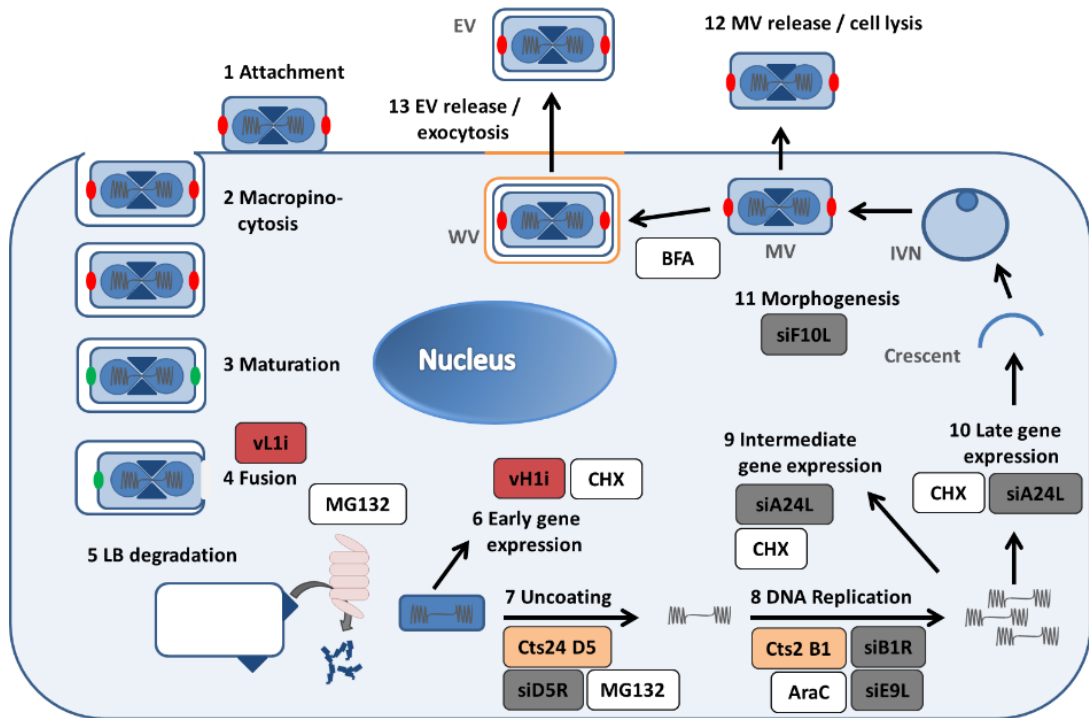 EV
12 MV release / cell lysis
1 Attachment
13 EV release /
exocytosis
2 Macropino-
cytosis
WV
BFA
MV
IVN
11 Morphogenesis
siF10L
Crescent
Nucleus
3 Maturation
vL1i
4 Fusion
MG132
9 Intermediate
gene expression
siA24L
CHX
10 Late gene
expression
CHX
siA24L
vH1i
CHX
6 Early gene
expression
5 LB degradation
7 Uncoating
Cts24 D5
siD5R
MG132
8 DNA Replication
Cts2 B1
siB1R
AraC
siE9L